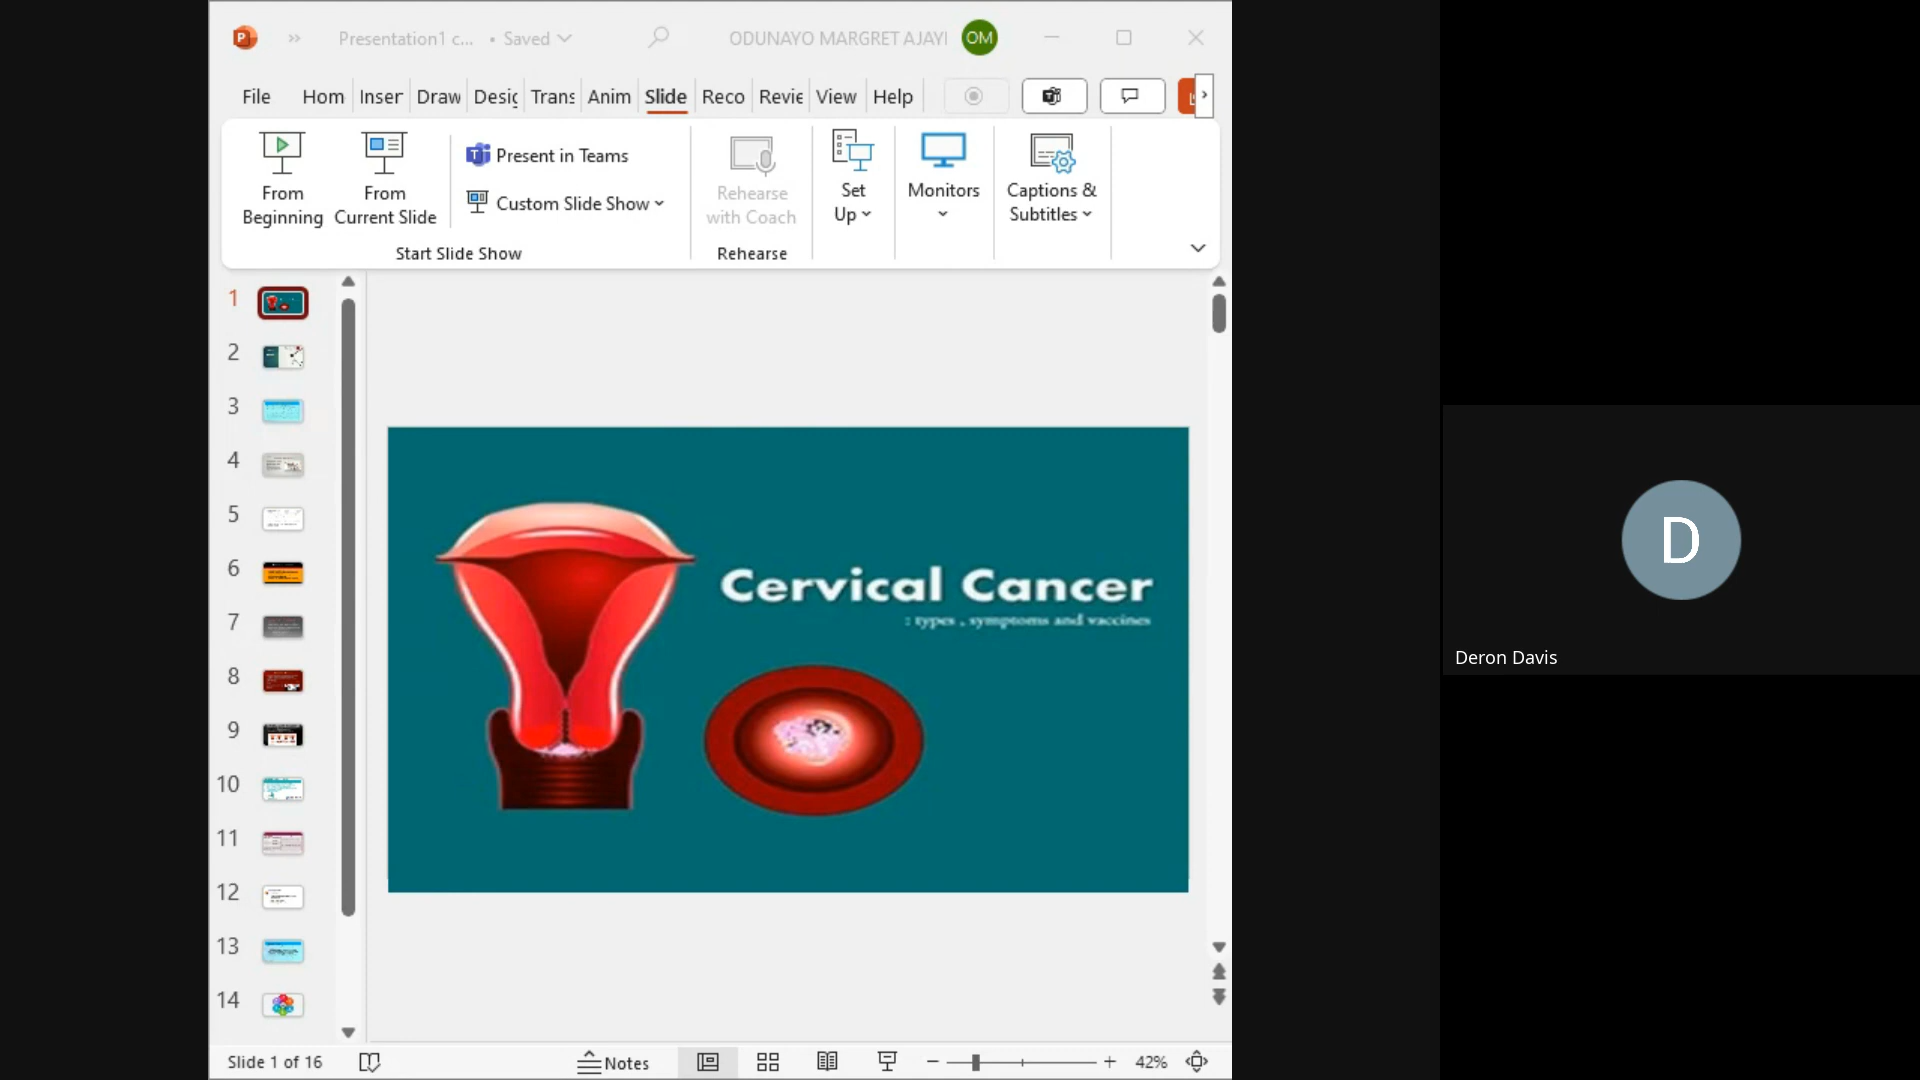 Presentation1 c... • Saved
ODUNAYO MARGRET AJAYI
OM
File Hom Inser Draw Desig Trans Anim Slide Reco Revie View Help
From Beginning
From Current Slide
Present in Teams
Custom Slide Show
Start Slide Show
Rehearse with Coach
Rehearse
Set Up
Monitors
Captions & Subtitles
1
2
3
4
5
6
7
8
9
10
11
12
13
14
Cervical Cancer
: types , symptoms and vaccines
D
Deron Davis
Slide 1 of 16
Notes
42%